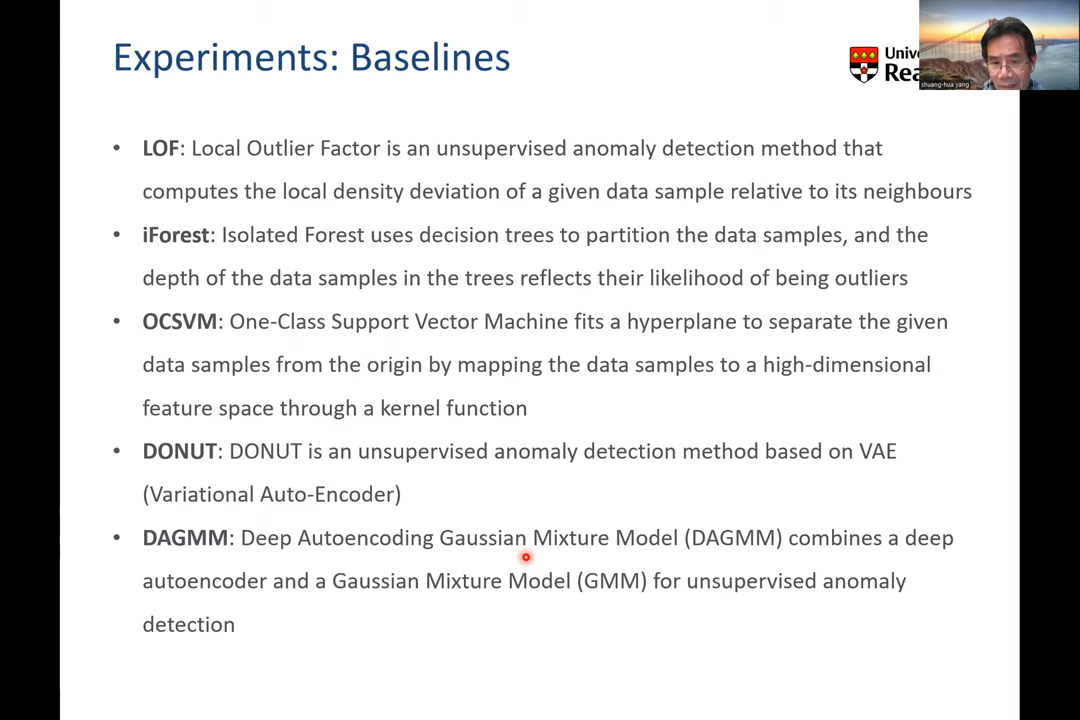 Experiments: Baselines
shuang-hua yang
• LOF: Local Outlier Factor is an unsupervised anomaly detection method that
computes the local density deviation of a given data sample relative to its neighbours
• iForest: Isolated Forest uses decision trees to partition the data samples, and the
depth of the data samples in the trees reflects their likelihood of being outliers
• OCSVM: One-Class Support Vector Machine fits a hyperplane to separate the given
data samples from the origin by mapping the data samples to a high-dimensional
feature space through a kernel function
• DONUT: DONUT is an unsupervised anomaly detection method based on VAE
(Variational Auto-Encoder)
• DAGMM: Deep Autoencoding Gaussian Mixture Model (DAGMM) combines a deep
autoencoder and a Gaussian Mixture Model (GMM) for unsupervised anomaly
detection